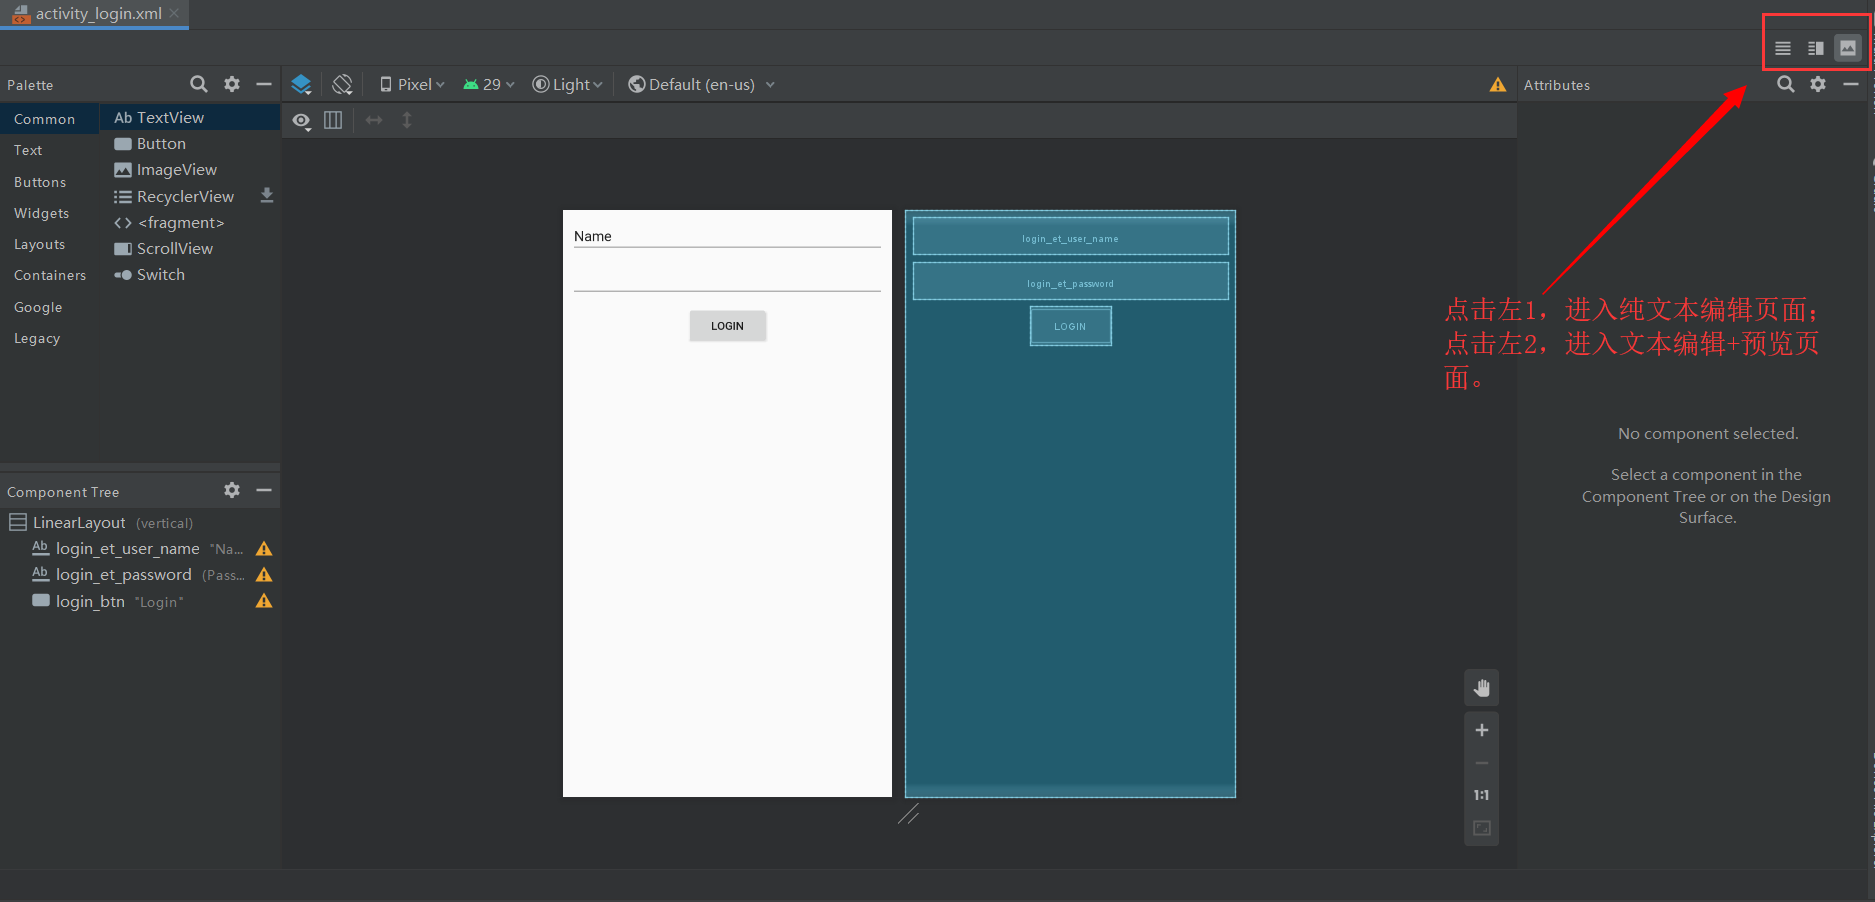 activity_login.xml
Palette
Pixel
29
Light
Default (en-us)
Attributes
Common
Text
Buttons
Widgets
Layouts
Containers
Google
Legacy
Ab TextView
Button
ImageView
RecyclerView
<fragment>
ScrollView
Switch
Name
LOGIN
login_et_user_name
login_et_password
LOGIN
点击左1，进入纯文本编辑页面；
点击左2，进入文本编辑+预览页
面。
No component selected.
Select a component in the
Component Tree or on the Design
Surface.
Component Tree
LinearLayout (vertical)
Ab login_et_user_name "Na...
Ab login_et_password (Pass...
login_btn "Login"
1:1